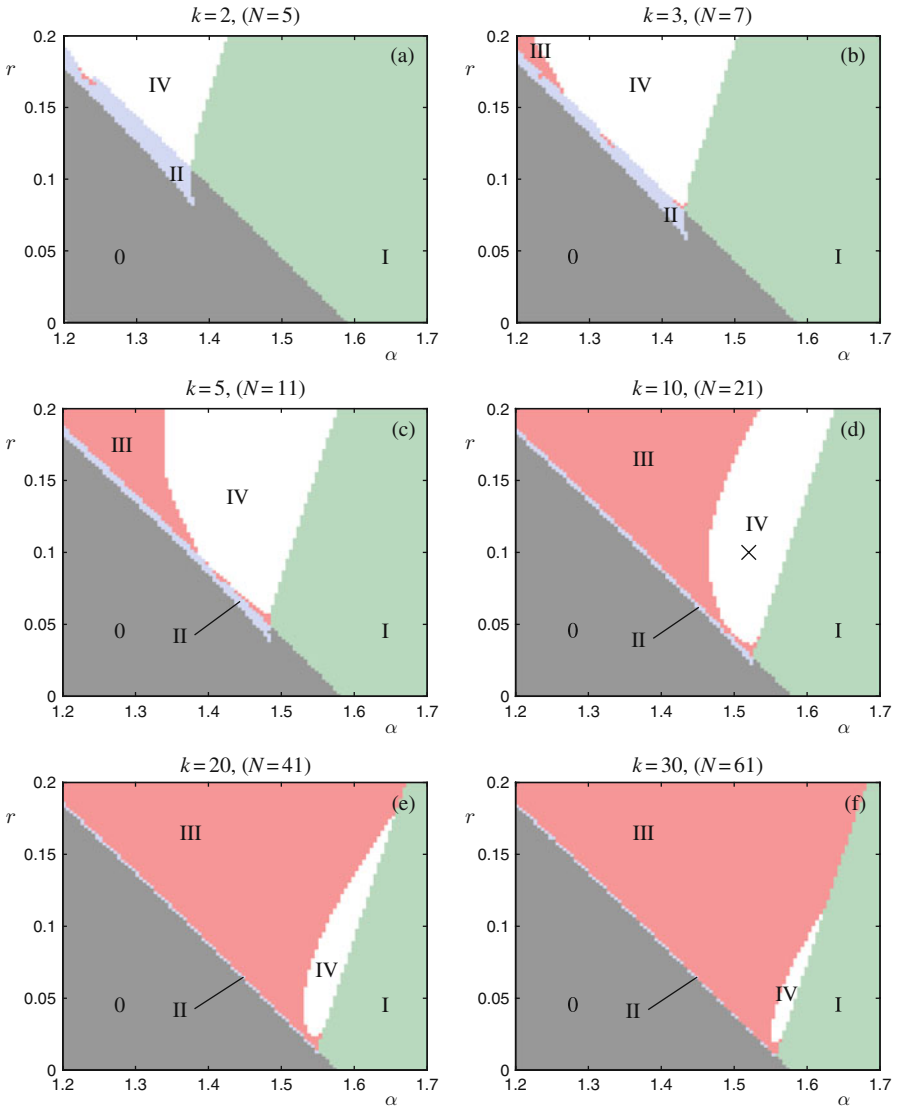 k=2, (N=5)
0.2
r
0.15
0.1
0.05
0
1.2 1.3 1.4 1.5 1.6 1.7
α
(a)
IV
II
0
I
k=3, (N=7)
0.2
r
0.15
0.1
0.05
0
1.2 1.3 1.4 1.5 1.6 1.7
α
(b)
III
IV
II
0
I
k=5, (N=11)
0.2
r
0.15
0.1
0.05
0
1.2 1.3 1.4 1.5 1.6 1.7
α
(c)
III
IV
0
II
I
k=10, (N=21)
0.2
r
0.15
0.1
0.05
0
1.2 1.3 1.4 1.5 1.6 1.7
α
(d)
III
IV
0
II
I
k=20, (N=41)
0.2
r
0.15
0.1
0.05
0
1.2 1.3 1.4 1.5 1.6 1.7
α
(e)
III
IV
0
II
I
k=30, (N=61)
0.2
r
0.15
0.1
0.05
0
1.2 1.3 1.4 1.5 1.6 1.7
α
(f)
III
IV
0
II
I